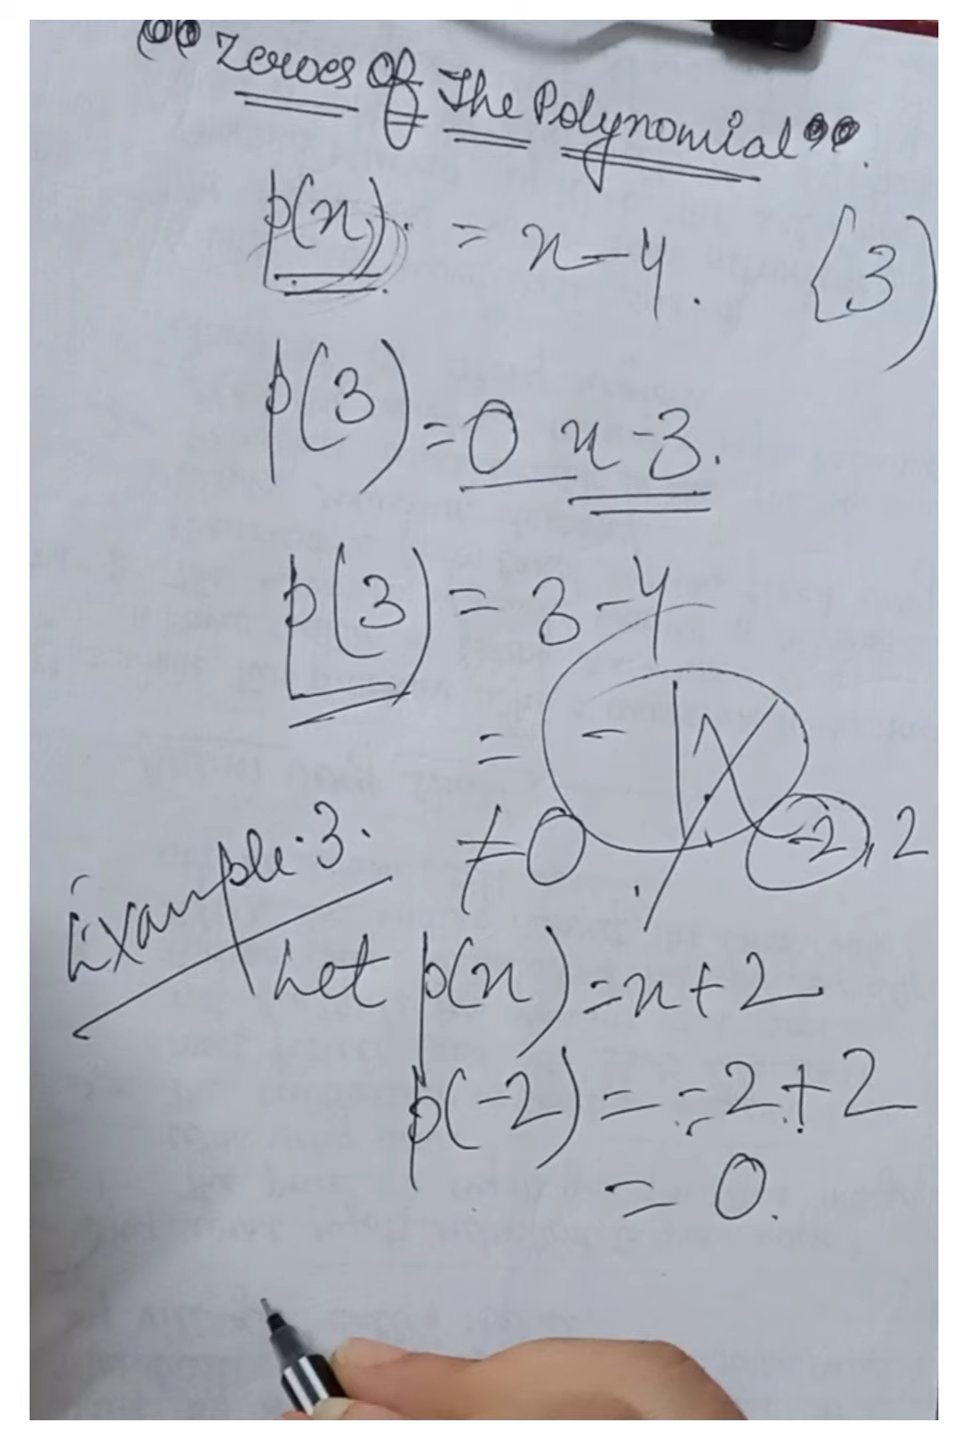 Zeroes Of The Polynomial
p(x) = x-4. (3)
p(3) = 0 x-3.
p(3) = 3-4
= -1
≠0 -2, 2
Example:3.
Let p(x) = x+2
p(-2) = -2+2
= 0.